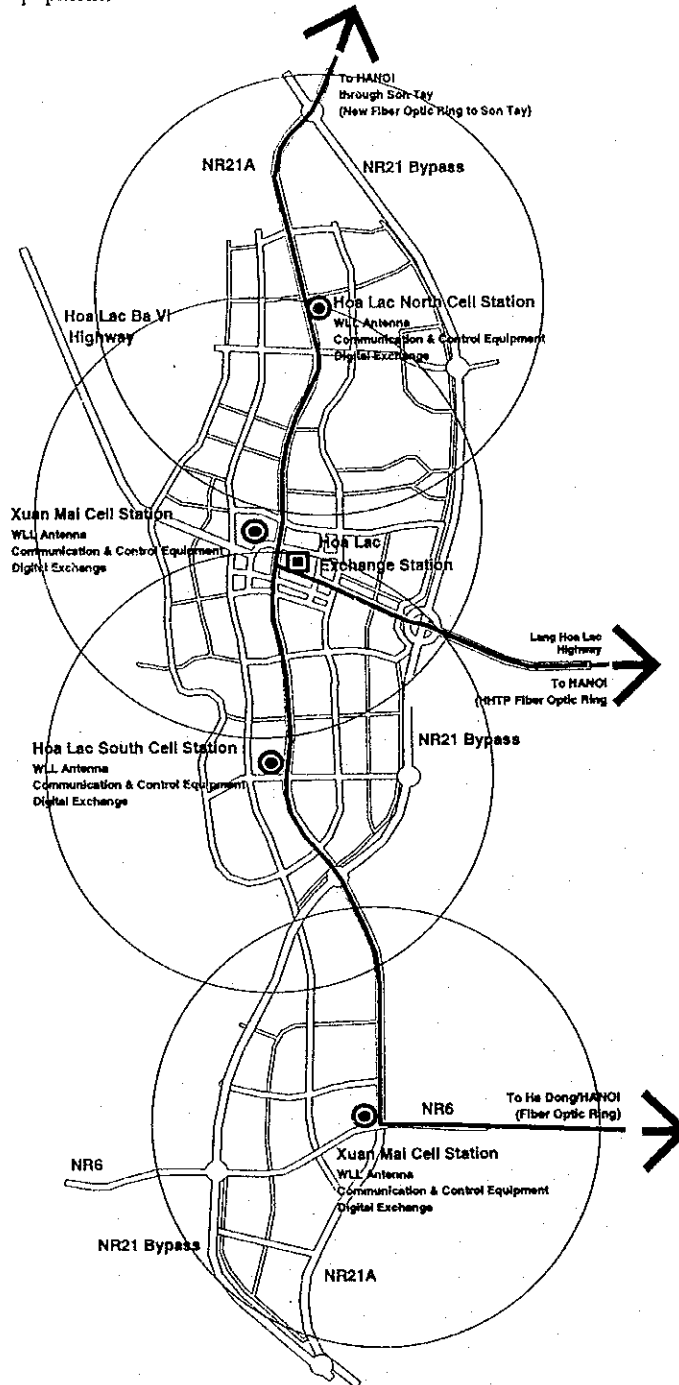 To HANOI
through Son Tay
(New Fiber Optic Ring to Son Tay)
NR21A
NR21 Bypass
Hoa Lac North Cell Station
WLL Antenna
Communication & Control Equipment
Digital Exchange
Hoa Lac Ba Vi
Highway
Xuan Mai Cell Station
WLL Antenna
Communication & Control Equipment
Digital Exchange
Hoa Lac
Exchange Station
Lang Hoa Lac
Highway
To HANOI
(HHTP Fiber Optic Ring
NR21 Bypass
Hoa Lac South Cell Station
WLL Antenna
Communication & Control Equipment
Digital Exchange
To Ha Dong/HANOI
(Fiber Optic Ring)
NR6
Xuan Mai Cell Station
WLL Antenna
Communication & Control Equipment
Digital Exchange
NR6
NR21 Bypass
NR21A